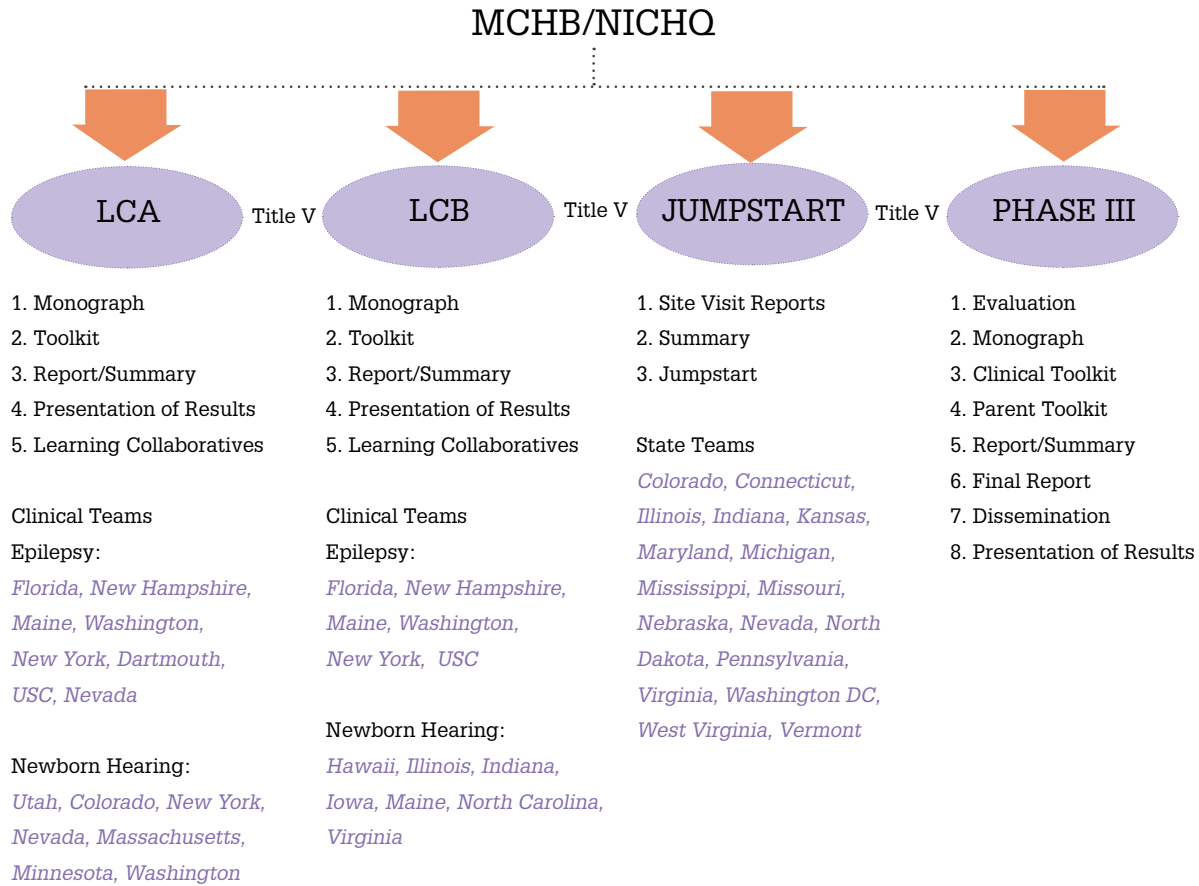 MCHB/NICHQ
LCA
Title V
LCB
Title V
JUMPSTART
Title V
PHASE III
1. Monograph
2. Toolkit
3. Report/Summary
4. Presentation of Results
5. Learning Collaboratives
Clinical Teams
Epilepsy:
Florida, New Hampshire,
Maine, Washington,
New York, Dartmouth,
USC, Nevada
Newborn Hearing:
Utah, Colorado, New York,
Nevada, Massachusetts,
Minnesota, Washington
1. Monograph
2. Toolkit
3. Report/Summary
4. Presentation of Results
5. Learning Collaboratives
Clinical Teams
Epilepsy:
Florida, New Hampshire,
Maine, Washington,
New York, USC
Newborn Hearing:
Hawaii, Illinois, Indiana,
Iowa, Maine, North Carolina,
Virginia
1. Site Visit Reports
2. Summary
3. Jumpstart
State Teams
Colorado, Connecticut,
Illinois, Indiana, Kansas,
Maryland, Michigan,
Mississippi, Missouri,
Nebraska, Nevada, North
Dakota, Pennsylvania,
Virginia, Washington DC,
West Virginia, Vermont
1. Evaluation
2. Monograph
3. Clinical Toolkit
4. Parent Toolkit
5. Report/Summary
6. Final Report
7. Dissemination
8. Presentation of Results